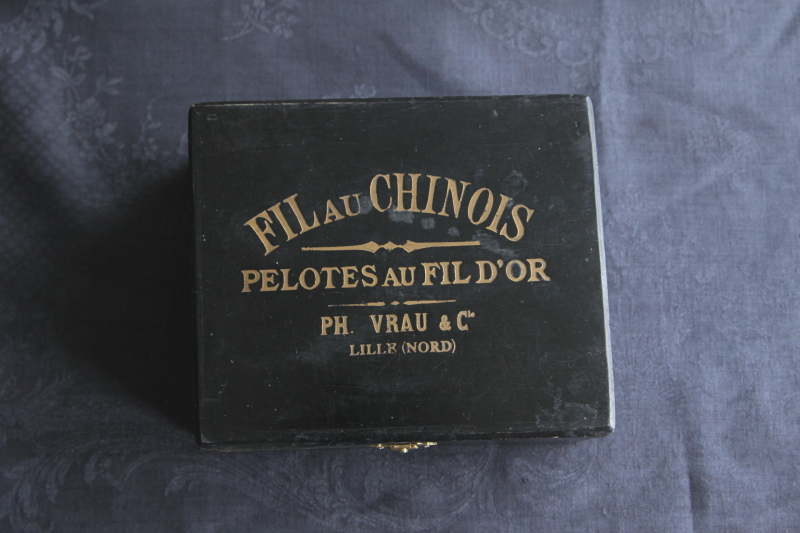 FIL AU CHINOIS
PELOTES AU FIL D'OR
PH. VRAU & Cie
LILLE (NORD)